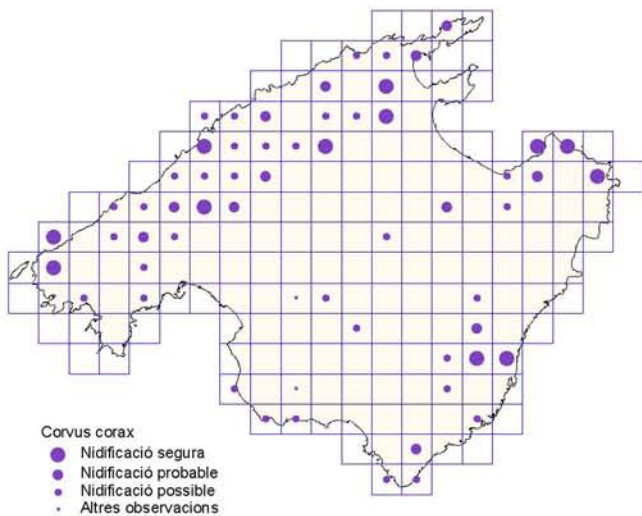 Corvus corax
Nidificació segura
Nidificació probable
Nidificació possible
Altres observacions